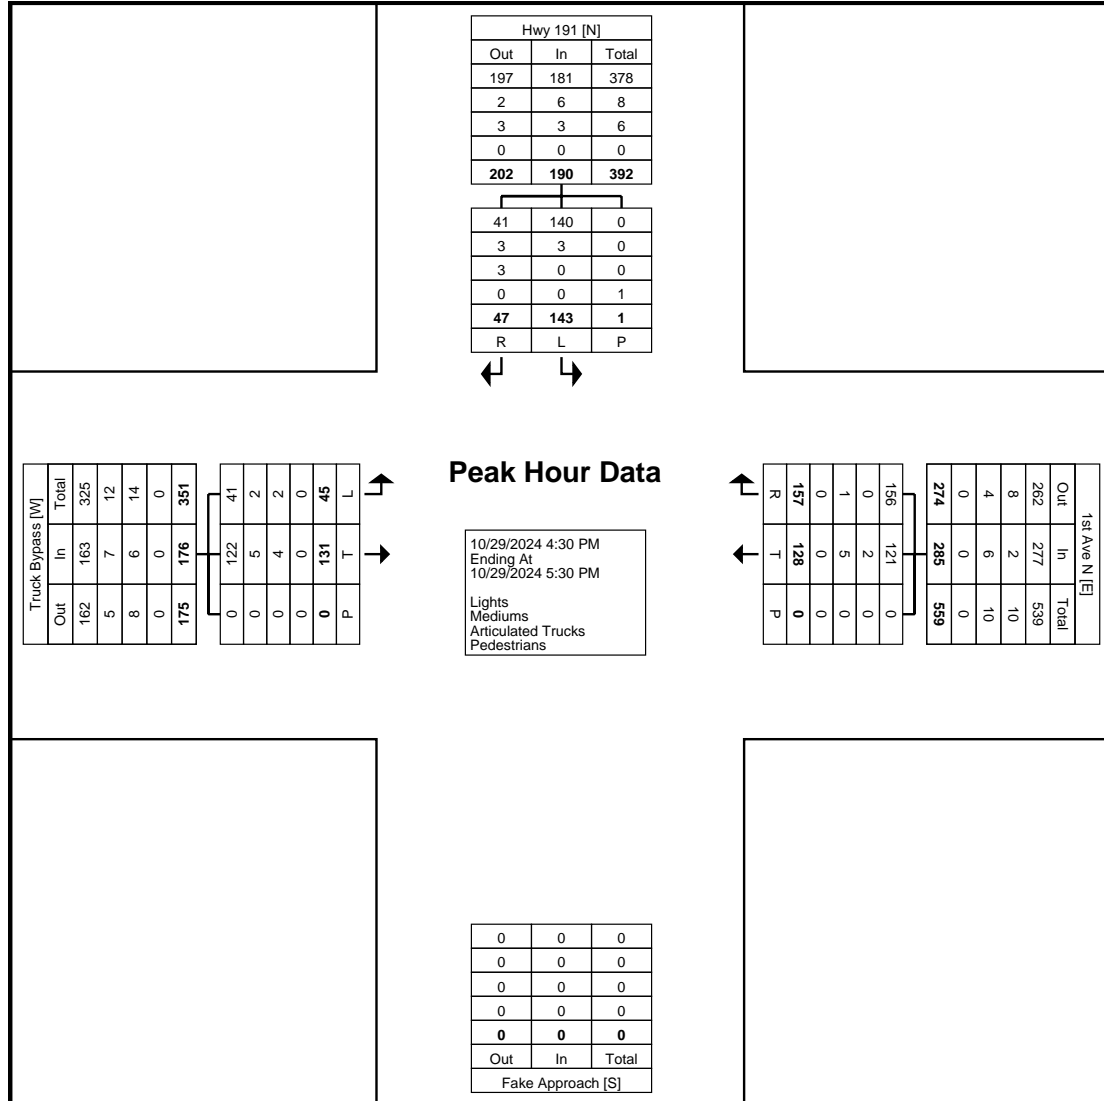 Hwy 191 [N]
Out In Total
197 181 378
2 6 8
3 3 6
0 0 0
202 190 392
41 140 0
3 3 0
3 0 0
0 0 1
47 143 1
R L P
Peak Hour Data
Truck Bypass [W]
Total In Out
325 163 162
12 7 5
14 6 8
0 0 0
351 176 175
41 122 0
2 5 0
2 4 0
0 0 0
45 131 0
L T P
10/29/2024 4:30 PM
Ending At
10/29/2024 5:30 PM
Lights
Mediums
Articulated Trucks
Pedestrians
1st Ave N [E]
Out In Total
262 277 539
8 2 10
4 6 10
0 0 0
274 285 559
156 121 0
0 2 0
1 5 0
0 0 0
157 128 0
R T P
0 0 0
0 0 0
0 0 0
0 0 0
0 0 0
Out In Total
Fake Approach [S]